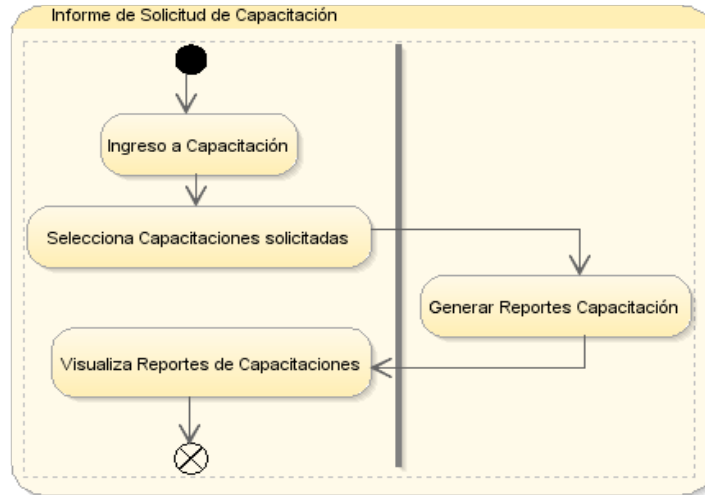 Informe de Solicitud de Capacitación
Ingreso a Capacitación
Selecciona Capacitaciones solicitadas
Generar Reportes Capacitación
Visualiza Reportes de Capacitaciones